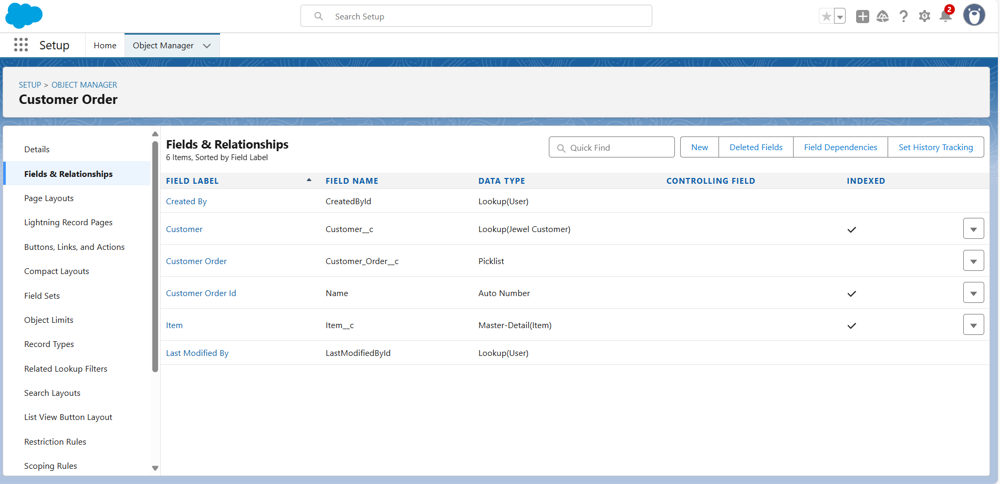 Search Setup
2
Setup
Home
Object Manager
SETUP > OBJECT MANAGER
Customer Order
Details
Fields & Relationships
Page Layouts
Lightning Record Pages
Buttons, Links, and Actions
Compact Layouts
Field Sets
Object Limits
Record Types
Related Lookup Filters
Search Layouts
List View Button Layout
Restriction Rules
Scoping Rules
Fields & Relationships
6 Items, Sorted by Field Label
Quick Find
New
Deleted Fields
Field Dependencies
Set History Tracking
FIELD LABEL FIELD NAME DATA TYPE CONTROLLING FIELD INDEXED
Created By CreatedById Lookup(User)
Customer Customer__c Lookup(Jewel Customer)
Customer Order Customer_Order__c Picklist
Customer Order Id Name Auto Number
Item Item__c Master-Detail(Item)
Last Modified By LastModifiedById Lookup(User)